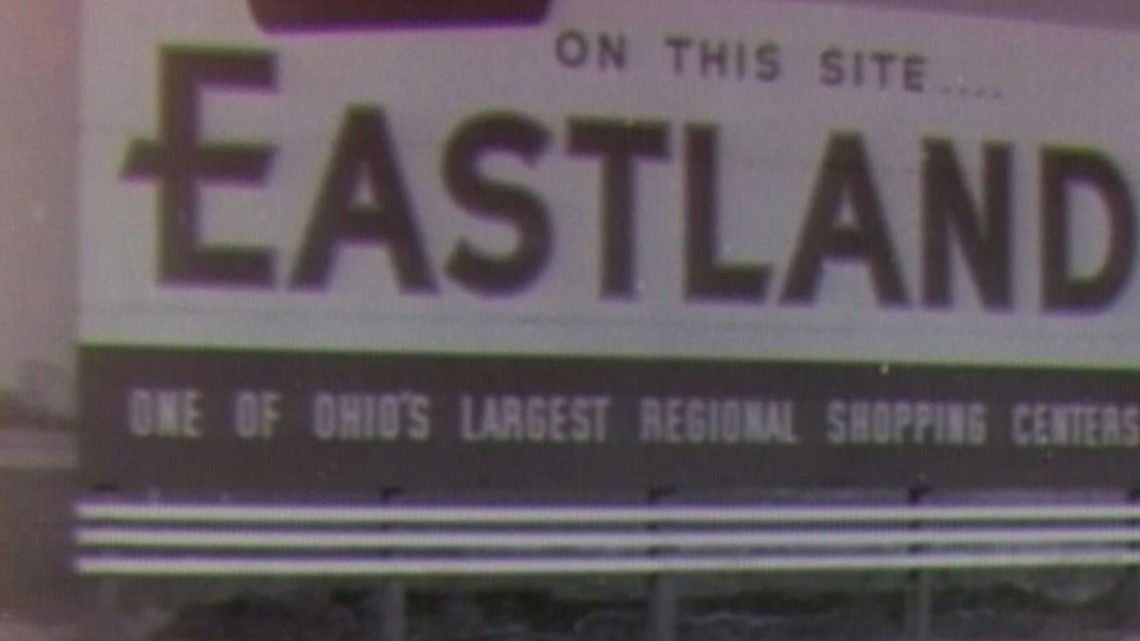 ON THIS SITE....
EASTLAND
ONE OF OHIO'S LARGEST REGIONAL SHOPPING CENTERS